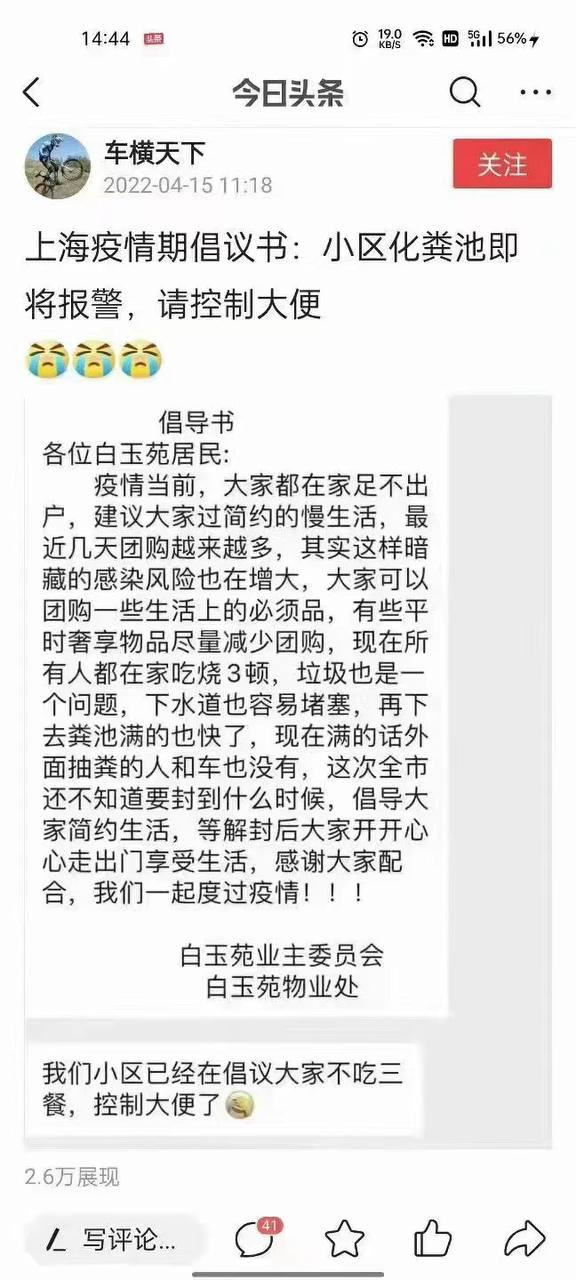 14:44 头条 19.0 KB/S HD 5G 56%
今日头条
车横天下
2022-04-15 11:18
关注
上海疫情期倡议书：小区化粪池即
将报警，请控制大便
倡导书
各位白玉苑居民:
疫情当前，大家都在家足不出
户，建议大家过简约的慢生活，最
近几天团购越来越多，其实这样暗
藏的感染风险也在增大，大家可以
团购一些生活上的必须品，有些平
时奢享物品尽量减少团购，现在所
有人都在家吃烧3顿，垃圾也是一
个问题，下水道也容易堵塞，再下
去粪池满的也快了，现在满的话外
面抽粪的人和车也没有，这次全市
还不知道要封到什么时候，倡导大
家简约生活，等解封后大家开开心
心走出门享受生活，感谢大家配
合，我们一起度过疫情！！！
白玉苑业主委员会
白玉苑物业处
我们小区已经在倡议大家不吃三
餐，控制大便了
2.6万展现
写评论...
41